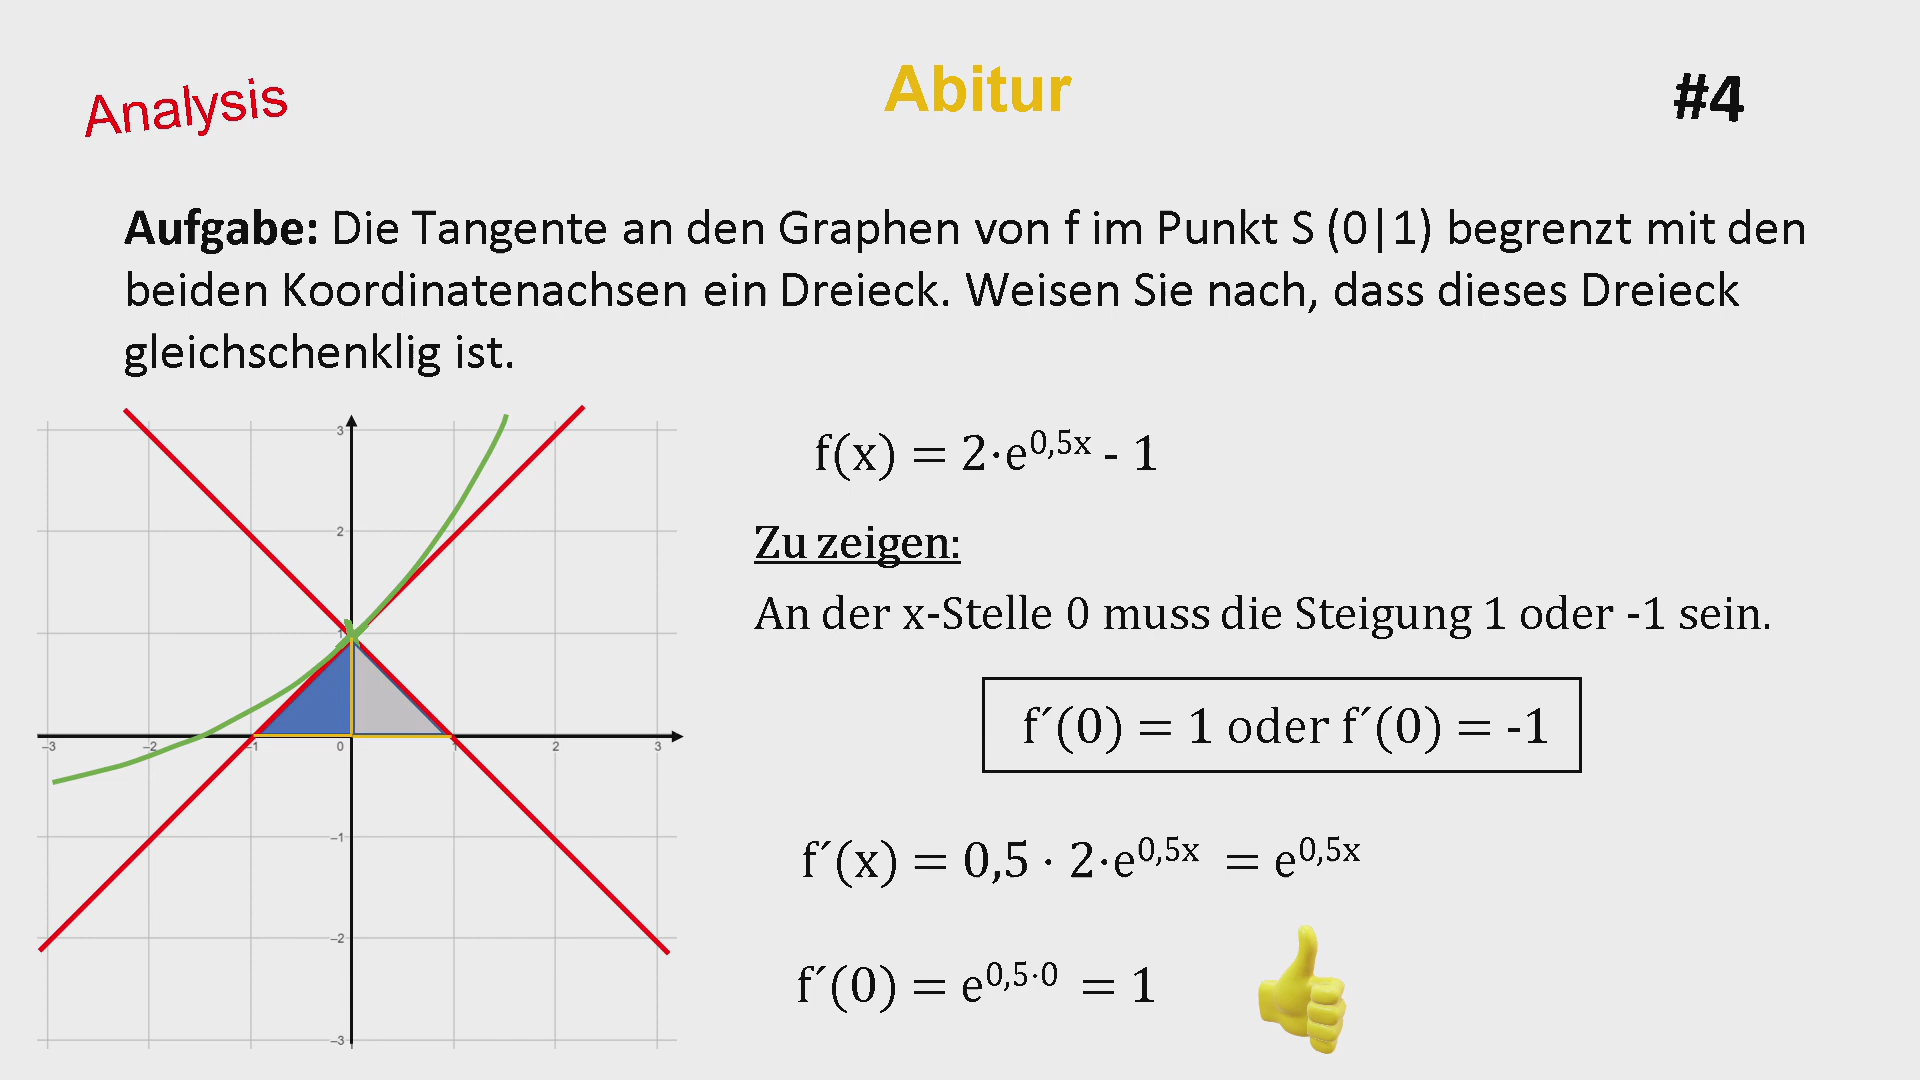 Analysis
Abitur
#4
Aufgabe: Die Tangente an den Graphen von f im Punkt S (0|1) begrenzt mit den
beiden Koordinatenachsen ein Dreieck. Weisen Sie nach, dass dieses Dreieck
gleichschenklig ist.
f(x) = 2·e^0,5x - 1
Zu zeigen:
An der x-Stelle 0 muss die Steigung 1 oder -1 sein.
f´(0) = 1 oder f´(0) = -1
f´(x) = 0,5 · 2·e^0,5x = e^0,5x
f´(0) = e^0,5·0 = 1
3
2
1
-3 -2 -1 0 1 2 3
-1
-2
-3